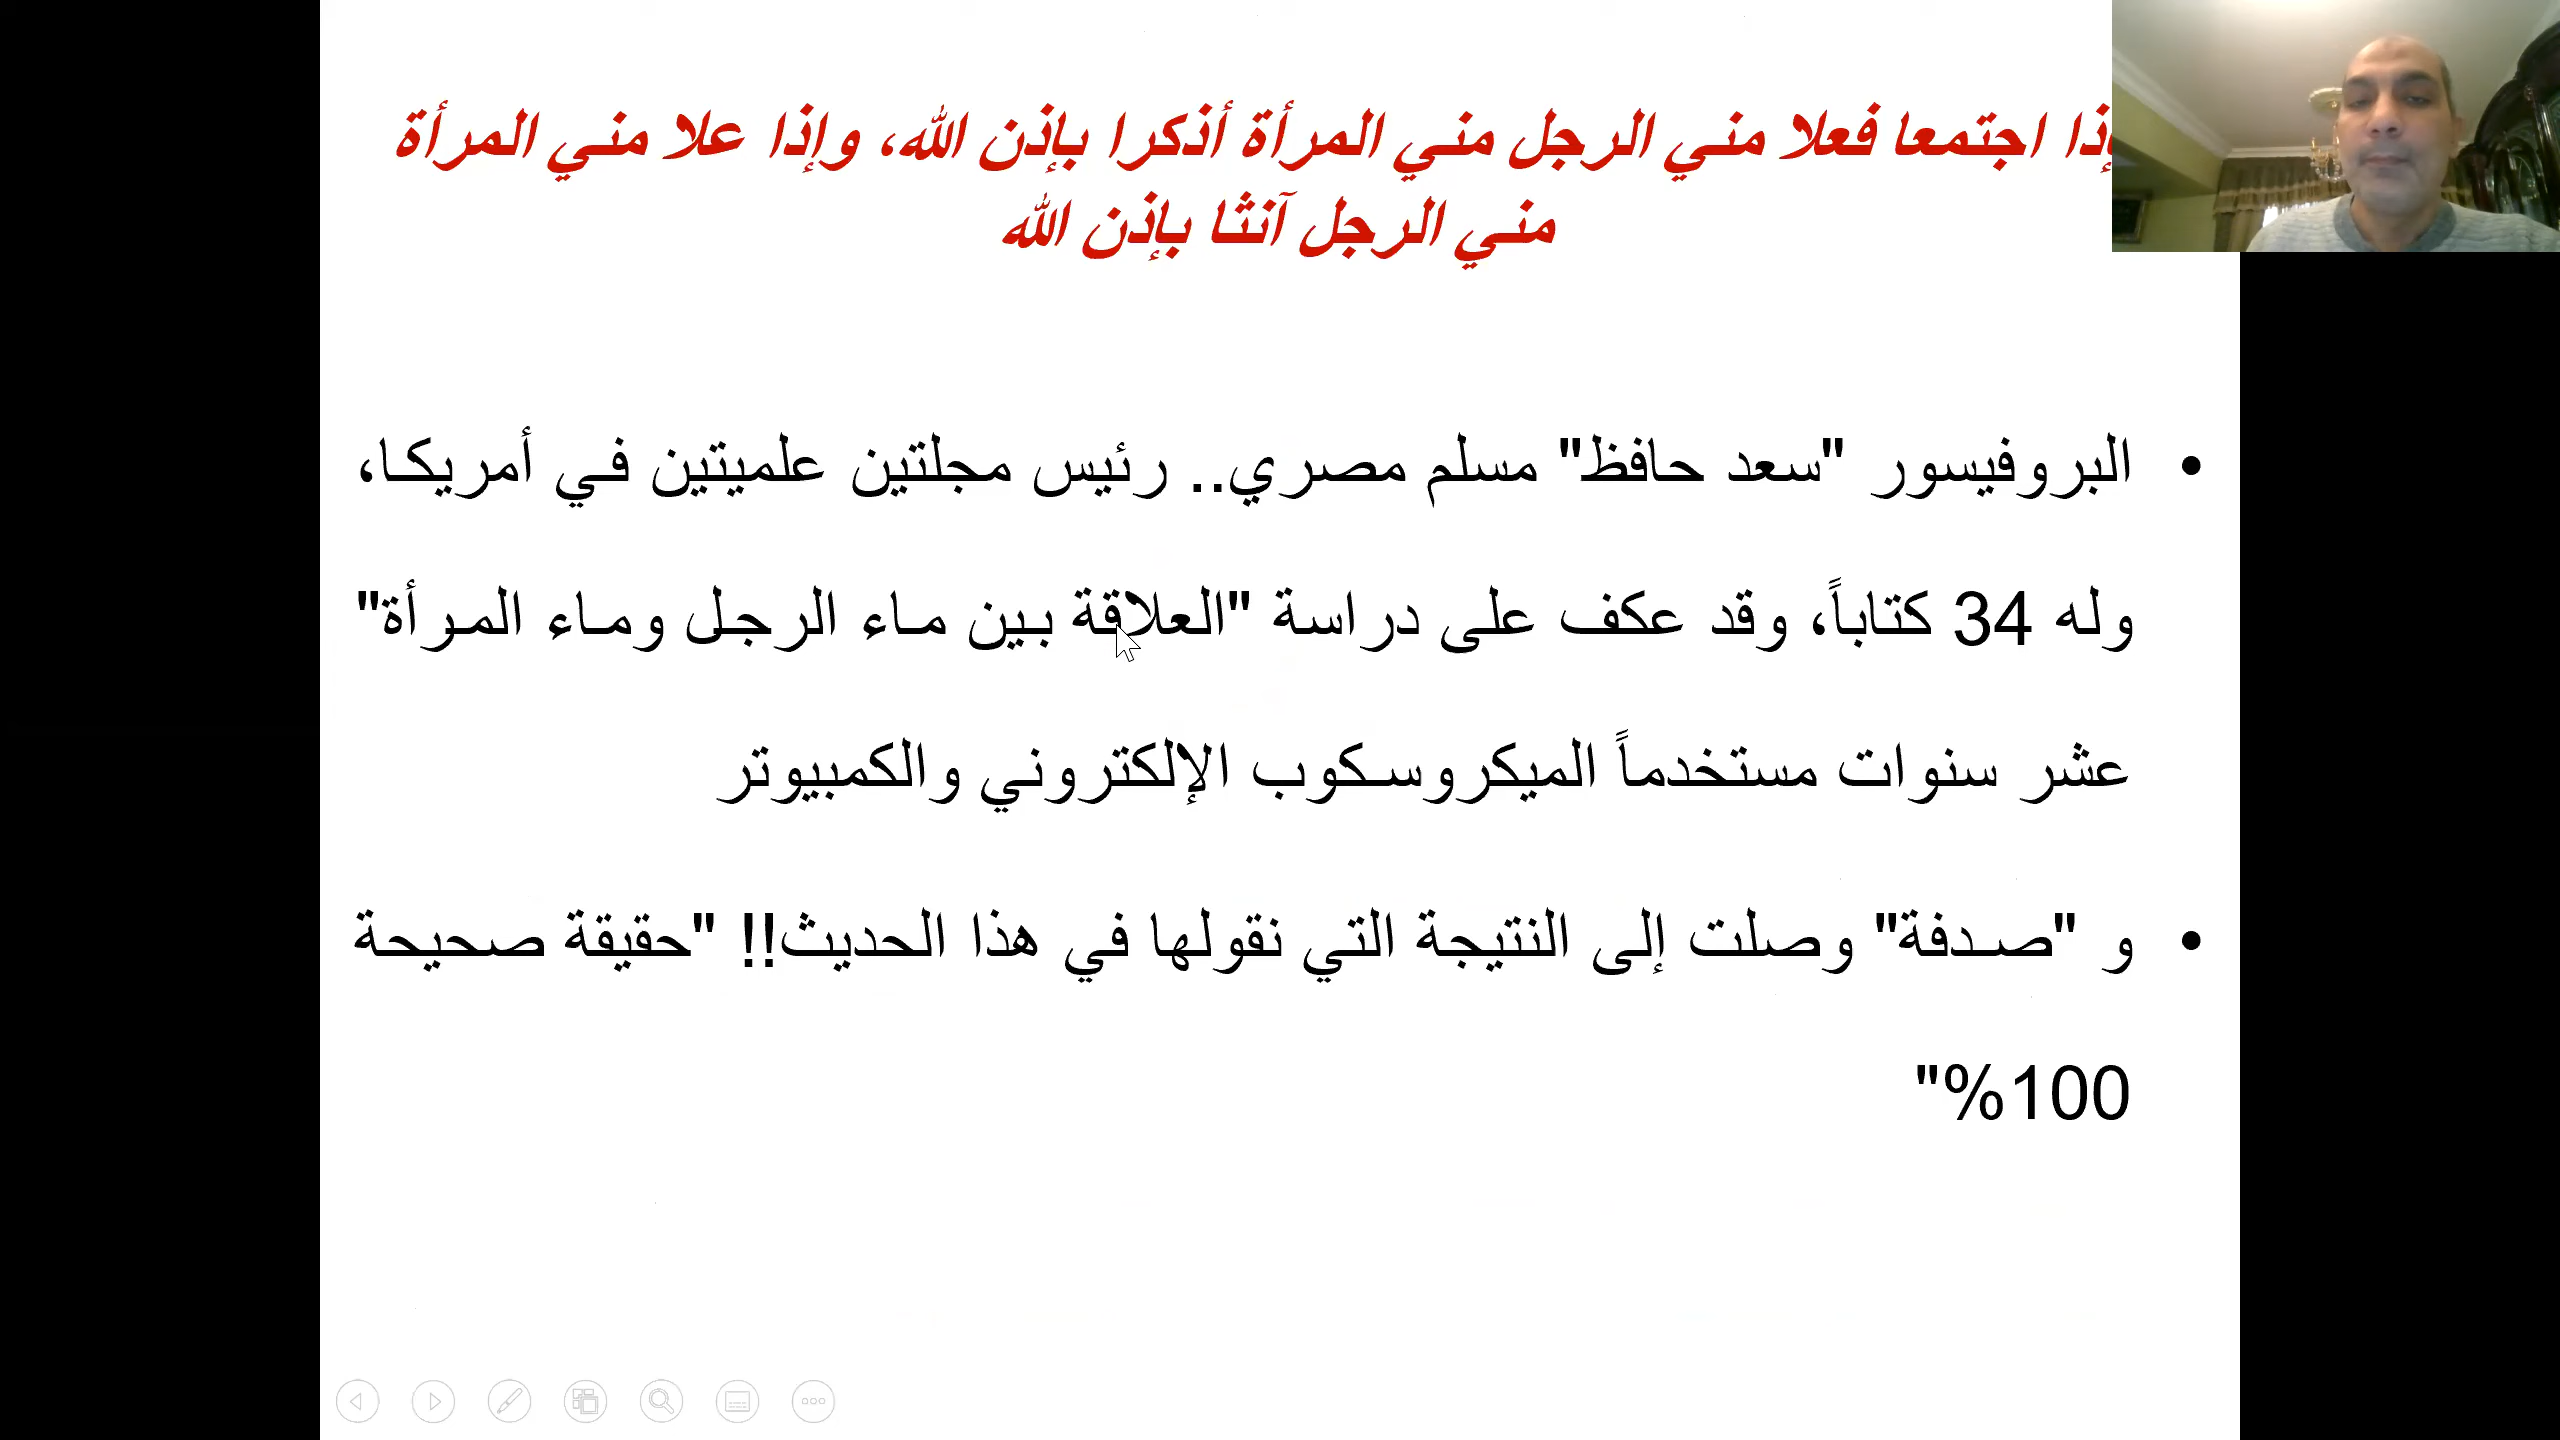 إذا اجتمعا فعلا مني الرجل مني المرأة أذكرا بإذن الله، وإذا علا مني المرأة
مني الرجل آنثا بإذن الله
• البروفيسور "سعد حافظ" مسلم مصري.. رئيس مجلتين علميتين في أمريكا،
وله 34 كتاباً، وقد عكف على دراسة "العلاقة بين ماء الرجل وماء المرأة"
عشر سنوات مستخدماً الميكروسكوب الإلكتروني والكمبيوتر
• و "صدفة" وصلت إلى النتيجة التي نقولها في هذا الحديث!! "حقيقة صحيحة
100%"